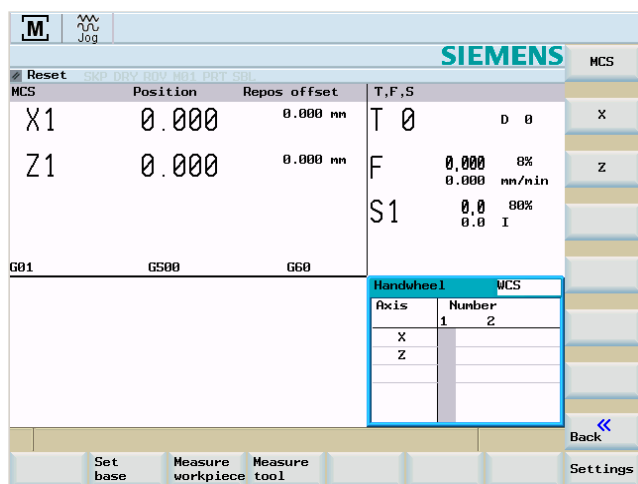 M
Jog
SIEMENS
Reset SKP DRY ROV M01 PRT SBL
MCS Position Repos offset T,F,S
X1 0.000 0.000 mm T 0 D 0
Z1 0.000 0.000 mm F 0,000 8%
0.000 mm/min
S1 0,0 80%
0.0 I
G01 G500 G60
Handwheel WCS
Axis Number
1 2
X
Z
MCS
X
Z
«
Back
Set base
Measure workpiece
Measure tool
Settings